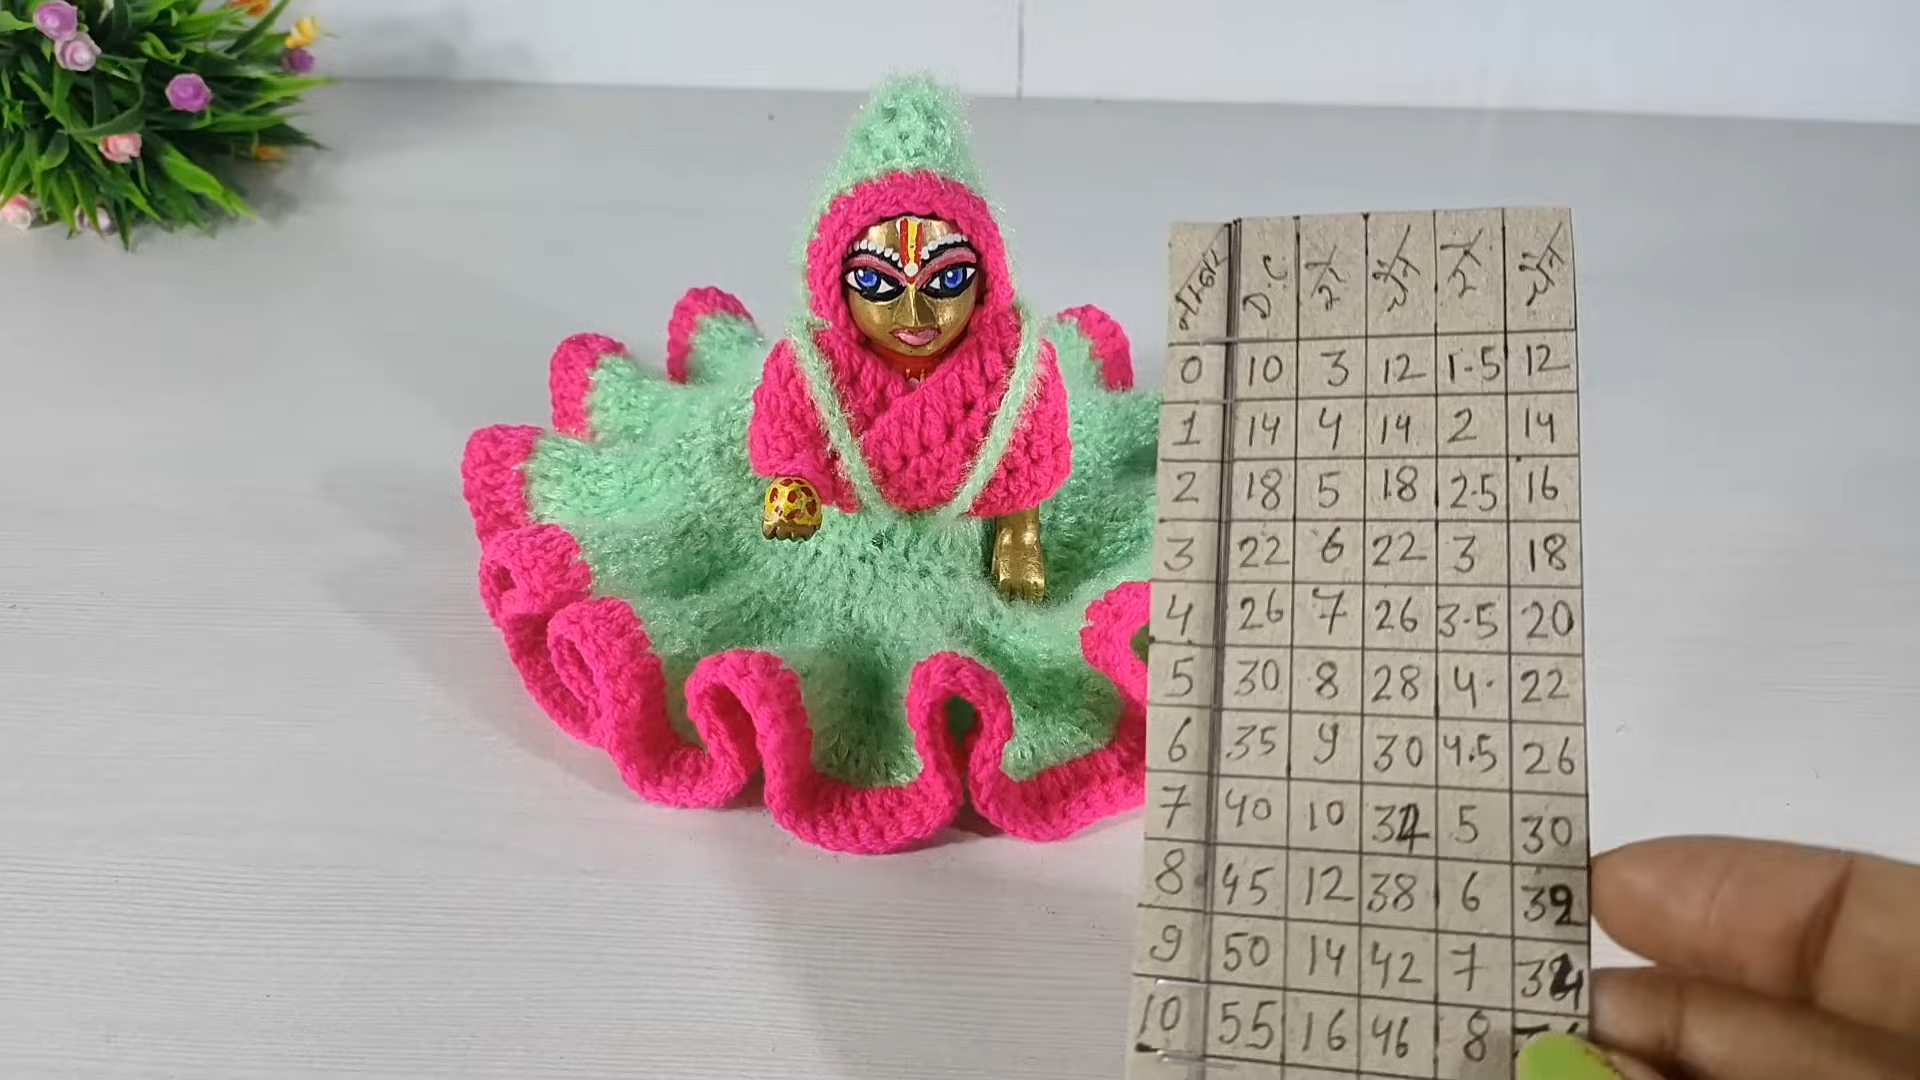 D.C
0 10 3 12 1.5 12
1 14 4 14 2 14
2 18 5 18 2.5 16
3 22 6 22 3 18
4 26 7 26 3.5 20
5 30 8 28 4. 22
6 35 9 30 4.5 26
7 40 10 5 30
8 45 12 38 6
9 50 14 42 7
10 55 16 46 8